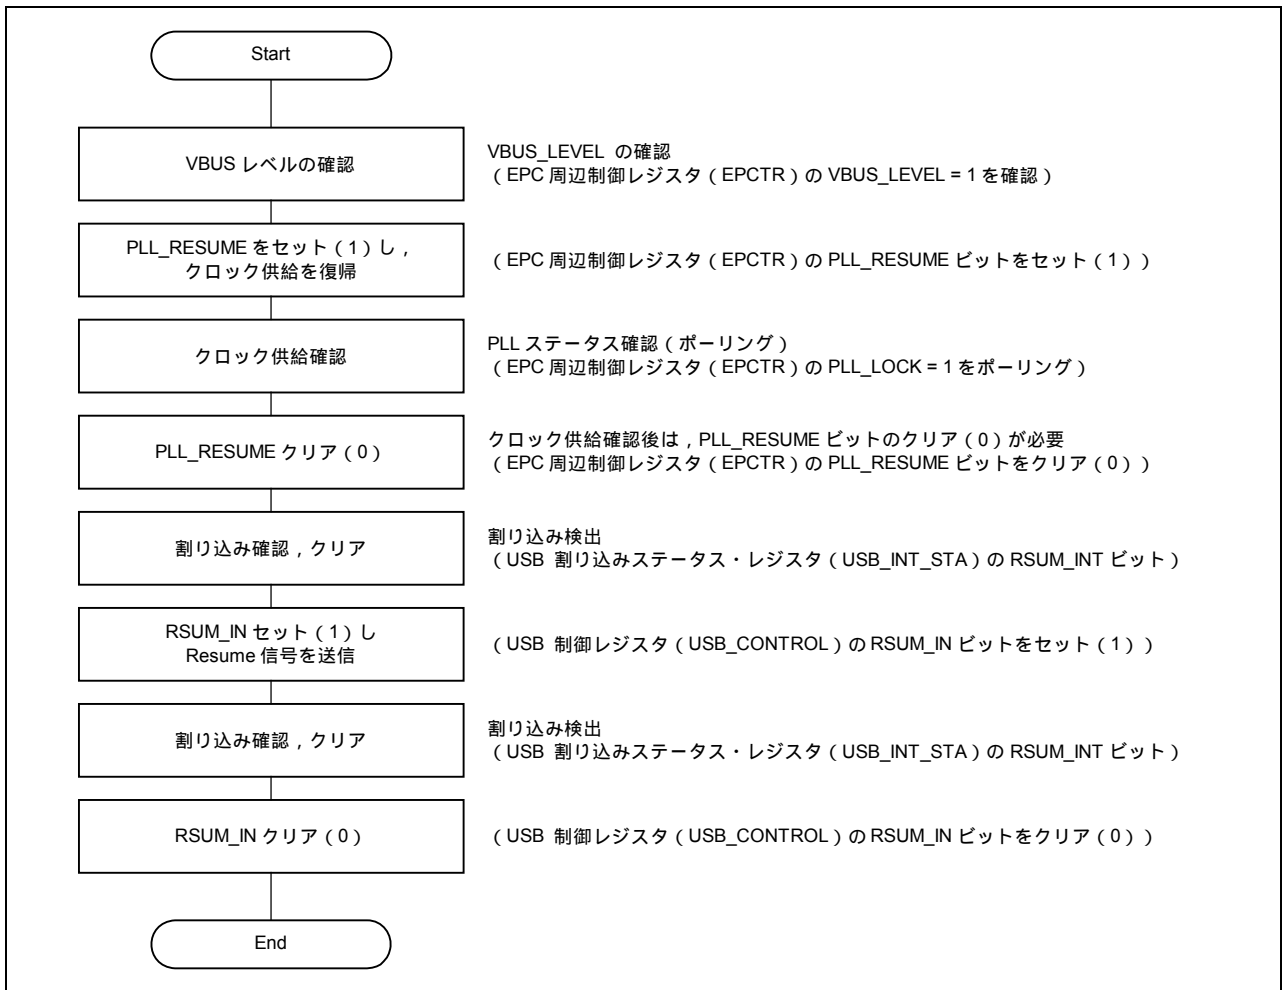 Start
VBUS レベルの確認
VBUS_LEVEL の確認
（EPC 周辺制御レジスタ（EPCTR）の VBUS_LEVEL = 1 を確認）
PLL_RESUME をセット（1）し，
クロック供給を復帰
（EPC 周辺制御レジスタ（EPCTR）の PLL_RESUME ビットをセット（1））
クロック供給確認
PLL ステータス確認（ポーリング）
（EPC 周辺制御レジスタ（EPCTR）の PLL_LOCK = 1 をポーリング）
PLL_RESUME クリア（0）
クロック供給確認後は，PLL_RESUME ビットのクリア（0）が必要
（EPC 周辺制御レジスタ（EPCTR）の PLL_RESUME ビットをクリア（0））
割り込み確認，クリア
割り込み検出
（USB 割り込みステータス・レジスタ（USB_INT_STA）の RSUM_INT ビット）
RSUM_IN セット（1）し
Resume 信号を送信
（USB 制御レジスタ（USB_CONTROL）の RSUM_IN ビットをセット（1））
割り込み確認，クリア
割り込み検出
（USB 割り込みステータス・レジスタ（USB_INT_STA）の RSUM_INT ビット）
RSUM_IN クリア（0）
（USB 制御レジスタ（USB_CONTROL）の RSUM_IN ビットをクリア（0））
End